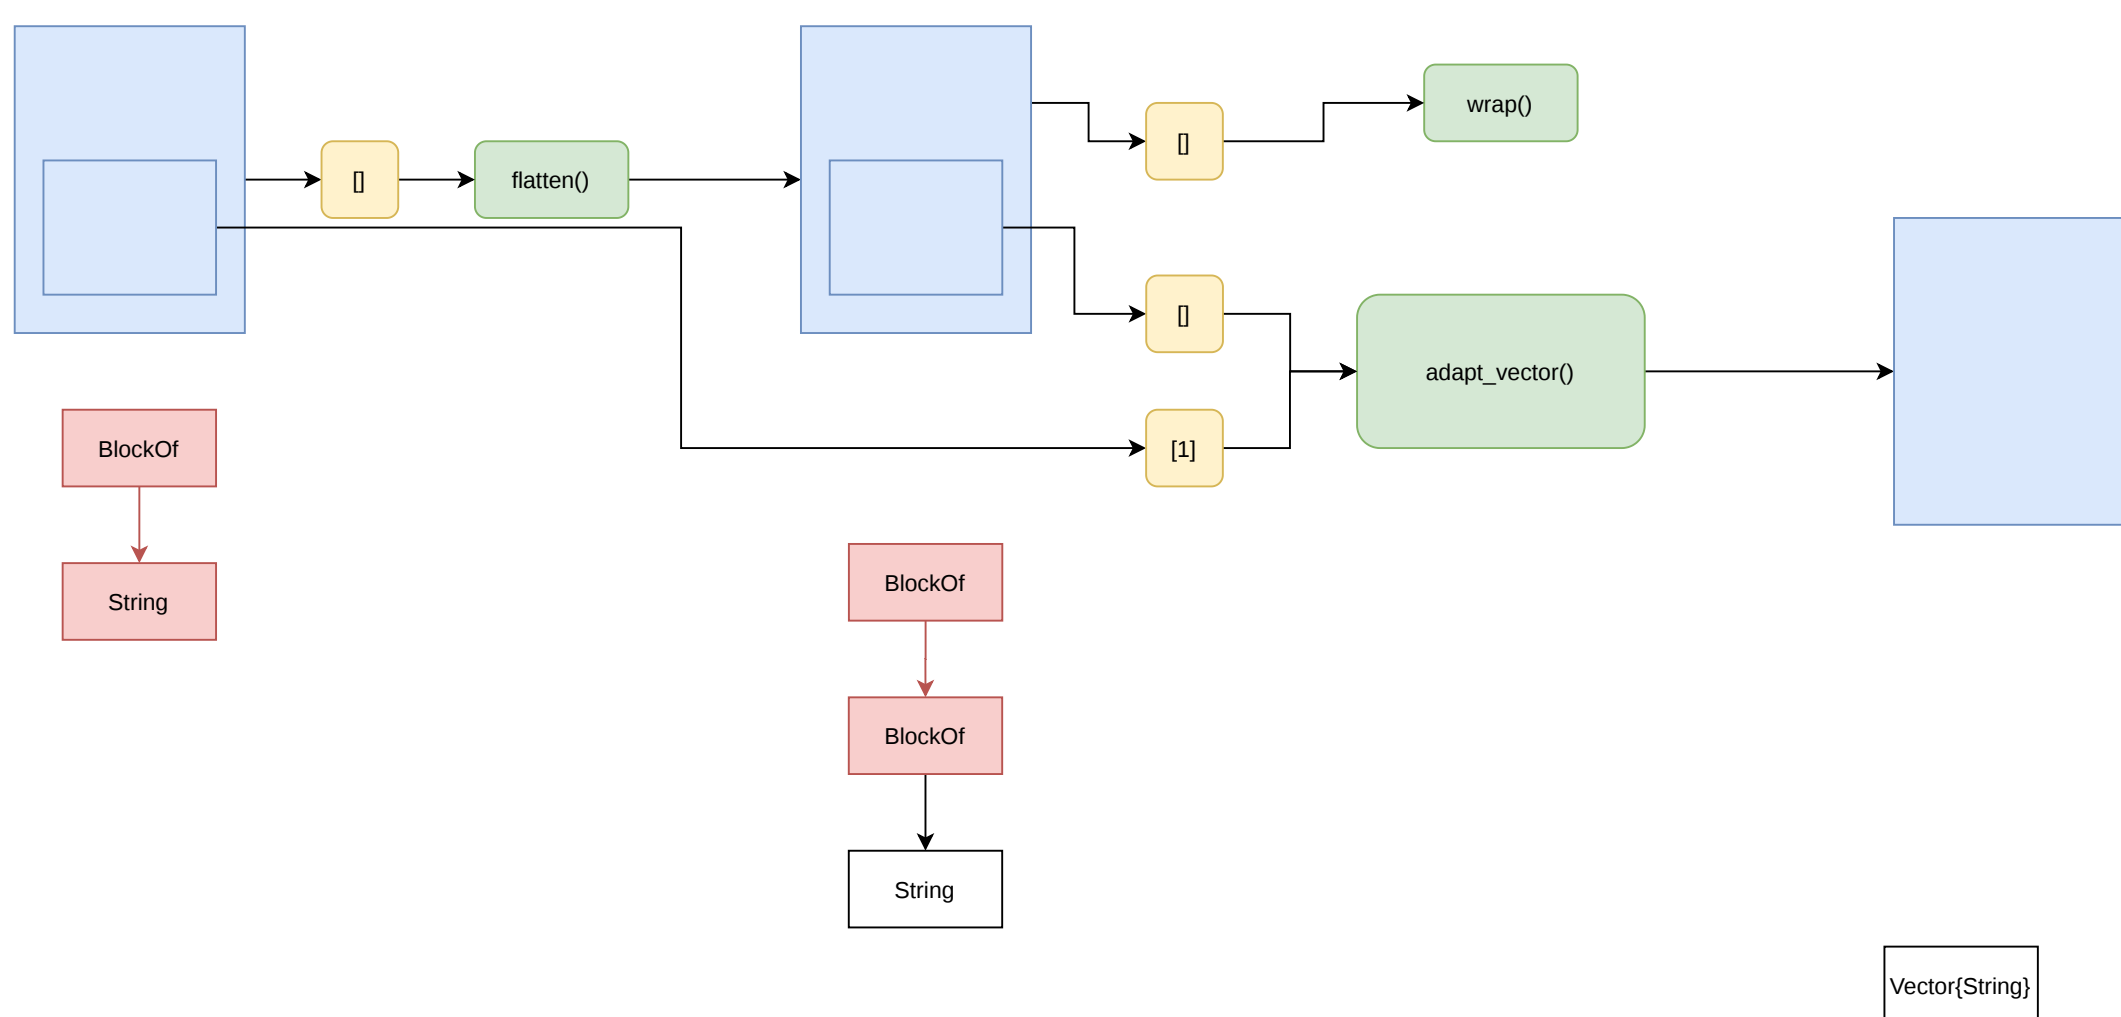 wrap()
[]
[]
flatten()
[]
adapt_vector()
[1]
BlockOf
BlockOf
String
BlockOf
String
Vector{String}